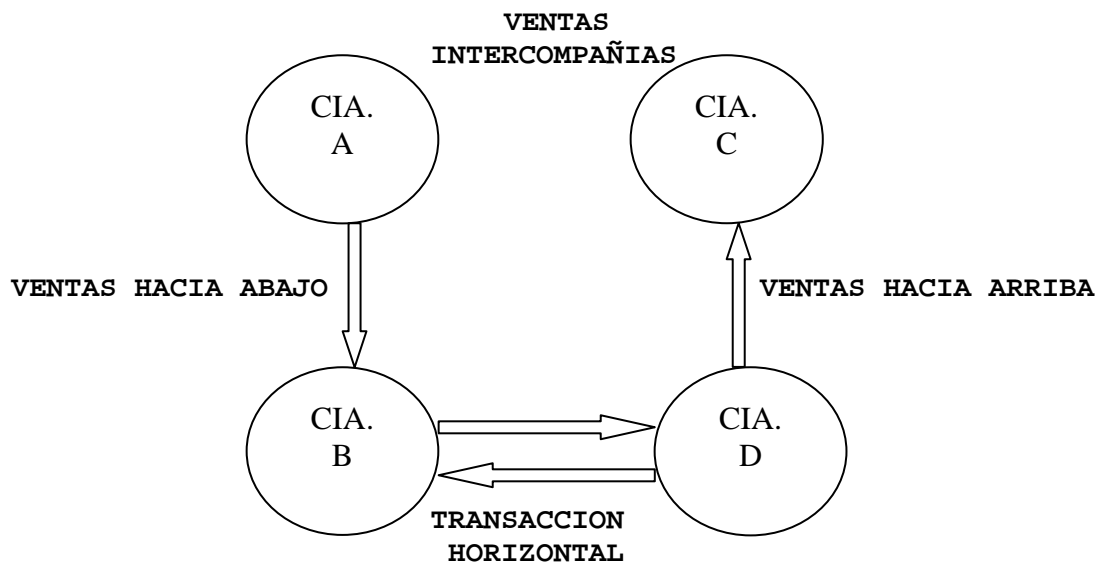 VENTAS
INTERCOMPAÑIAS
CIA.
A
CIA.
C
VENTAS HACIA ABAJO
VENTAS HACIA ARRIBA
CIA.
B
CIA.
D
TRANSACCION
HORIZONTAL